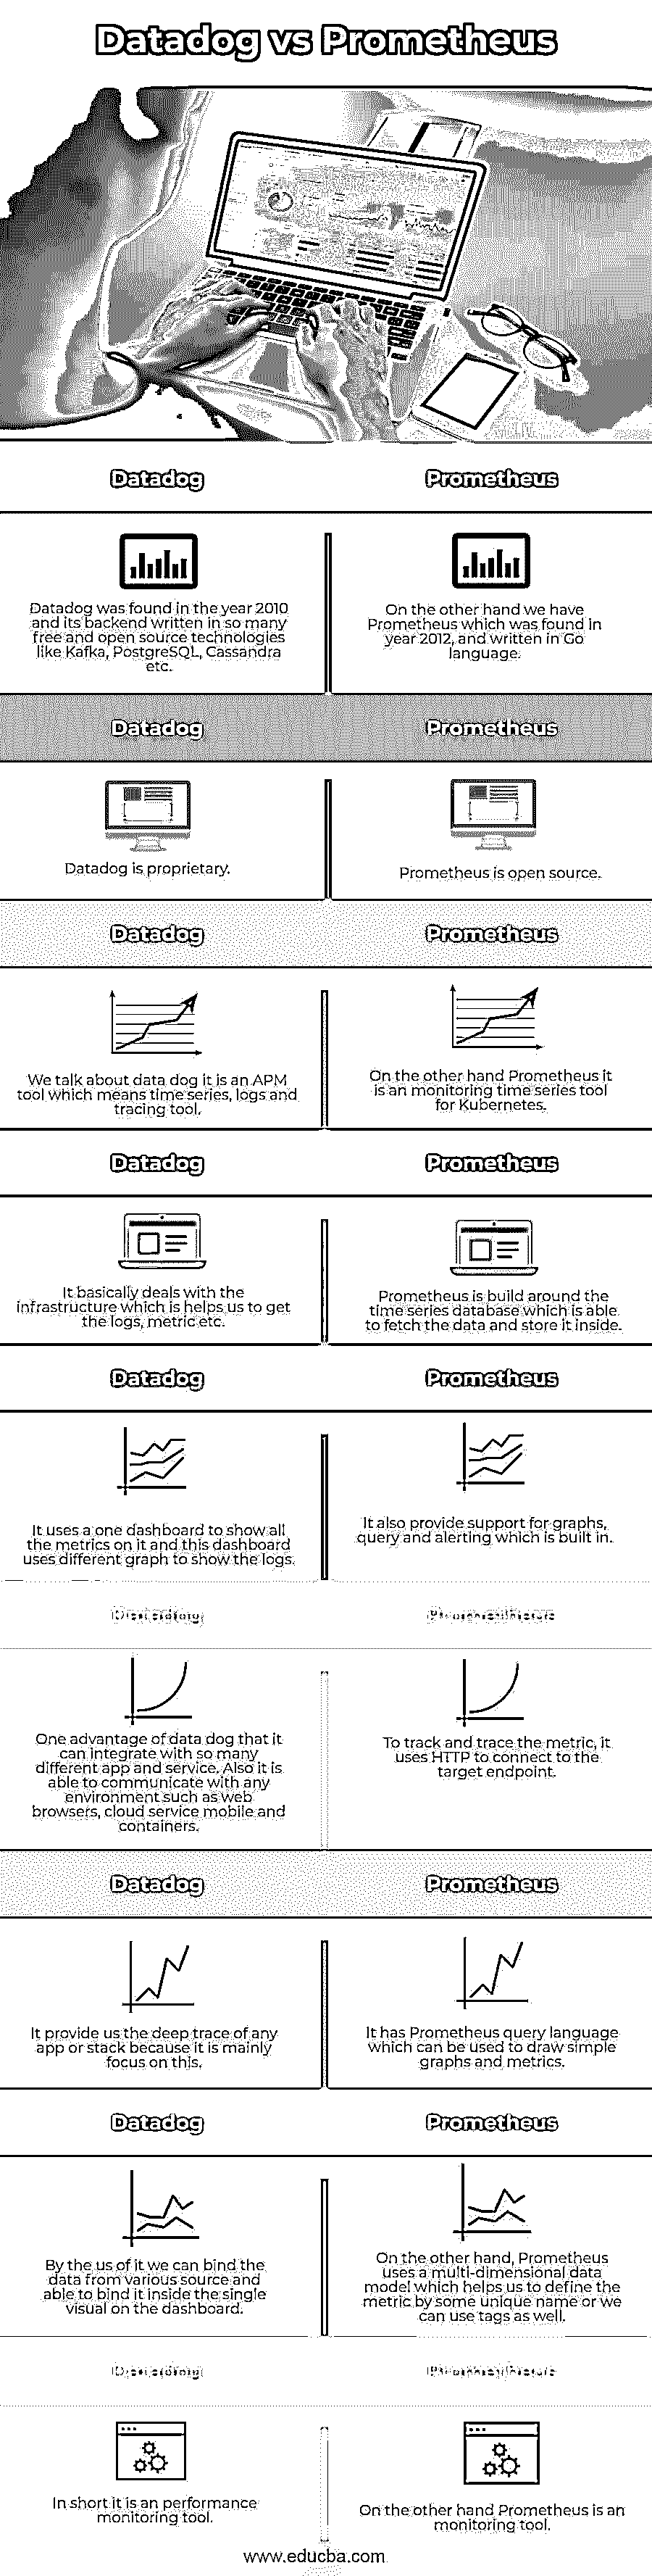 Datadog vs Prometheus
Datadog
Prometheus
Datadog was found in the year 2010
and its backend written in so many
free and open source technologies
like Kafka, PostgreSQL, Cassandra
etc.
On the other hand we have
Prometheus which was found in
year 2012, and written in Go
language.
Datadog
Prometheus
Datadog is proprietary.
Prometheus is open source.
Datadog
Prometheus
We talk about data dog it is an APM
tool which means time series, logs and
tracing tool.
On the other hand Prometheus it
is an monitoring time series tool
for Kubernetes.
Datadog
Prometheus
It basically deals with the
infrastructure which is helps us to get
the logs, metric etc.
Prometheus is build around the
time series database which is able
to fetch the data and store it inside.
Datadog
Prometheus
It uses a one dashboard to show all
the metrics on it and this dashboard
uses different graph to show the logs.
It also provide support for graphs,
query and alerting which is built in.
Datadog
Prometheus
One advantage of data dog that it
can integrate with so many
different app and service. Also it is
able to communicate with any
environment such as web
browsers, cloud service mobile and
containers.
To track and trace the metric, it
uses HTTP to connect to the
target endpoint.
Datadog
Prometheus
It provide us the deep trace of any
app or stack because it is mainly
focus on this.
It has Prometheus query language
which can be used to draw simple
graphs and metrics.
Datadog
Prometheus
By the us of it we can bind the
data from various source and
able to bind it inside the single
visual on the dashboard.
On the other hand, Prometheus
uses a multi-dimensional data
model which helps us to define the
metric by some unique name or we
can use tags as well.
Datadog
Prometheus
In short it is an performance
monitoring tool.
On the other hand Prometheus is an
monitoring tool.
www.educba.com